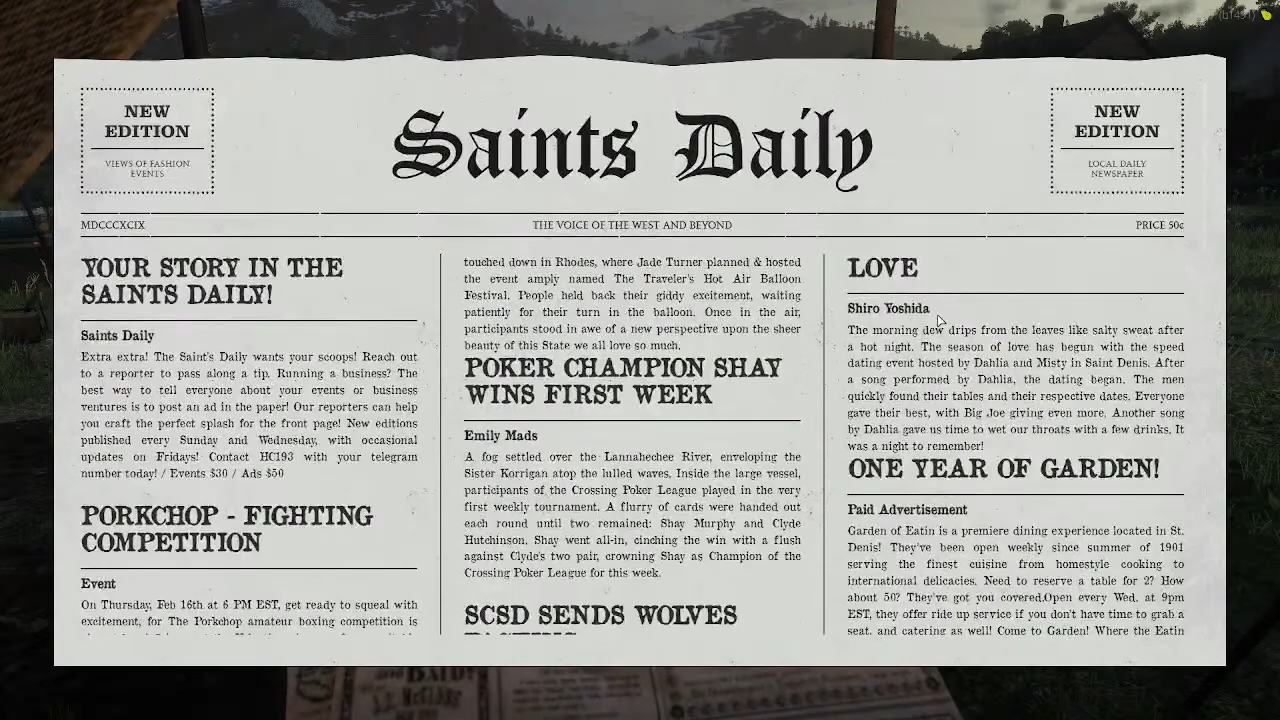 (b1491)
NEW
EDITION
VIEWS OF FASHION
EVENTS
Saints Daily
NEW
EDITION
LOCAL DAILY
NEWSPAPER
MDCCCXCIX
THE VOICE OF THE WEST AND BEYOND
PRICE 50¢
YOUR STORY IN THE
SAINTS DAILY!
Saints Daily
Extra extra! The Saint's Daily wants your scoops! Reach out
to a reporter to pass along a tip. Running a business? The
best way to tell everyone about your events or business
ventures is to post an ad in the paper! Our reporters can help
you craft the perfect splash for the front page! New editions
published every Sunday and Wednesday, with occasional
updates on Fridays! Contact HC193 with your telegram
number today! / Events $30 / Ads $50
PORKCHOP - FIGHTING
COMPETITION
Event
On Thursday, Feb 16th at 6 PM EST, get ready to squeal with
excitement, for The Porkchop amateur boxing competition is
touched down in Rhodes, where Jade Turner planned & hosted
the event amply named The Traveler's Hot Air Balloon
Festival. People held back their giddy excitement, waiting
patiently for their turn in the balloon. Once in the air,
participants stood in awe of a new perspective upon the sheer
beauty of this State we all love so much.
POKER CHAMPION SHAY
WINS FIRST WEEK
Emily Mads
A fog settled over the Lannahechee River, enveloping the
Sister Korrigan atop the lulled waves. Inside the large vessel,
participants of the Crossing Poker League played in the very
first weekly tournament. A flurry of cards were handed out
each round until two remained: Shay Murphy and Clyde
Hutchinson. Shay went all-in, cinching the win with a flush
against Clyde's two pair, crowning Shay as Champion of the
Crossing Poker League for this week.
SCSD SENDS WOLVES
LOVE
Shiro Yoshida
The morning dew drips from the leaves like salty sweat after
a hot night. The season of love has begun with the speed
dating event hosted by Dahlia and Misty in Saint Denis. After
a song performed by Dahlia, the dating began. The men
quickly found their tables and their respective dates. Everyone
gave their best, with Big Joe giving even more. Another song
by Dahlia gave us time to wet our throats with a few drinks. It
was a night to remember!
ONE YEAR OF GARDEN!
Paid Advertisement
Garden of Eatin is a premiere dining experience located in St.
Denis! They've been open weekly since summer of 1901
serving the finest cuisine from homestyle cooking to
international delicacies. Need to reserve a table for 2? How
about 50? They've got you covered.Open every Wed. at 9pm
EST, they offer ride up service if you don't have time to grab a
seat, and catering as well! Come to Garden! Where the Eatin